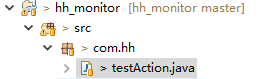 > hh_monitor [hh_monitor master]
> src
> com.hh
> testAction.java